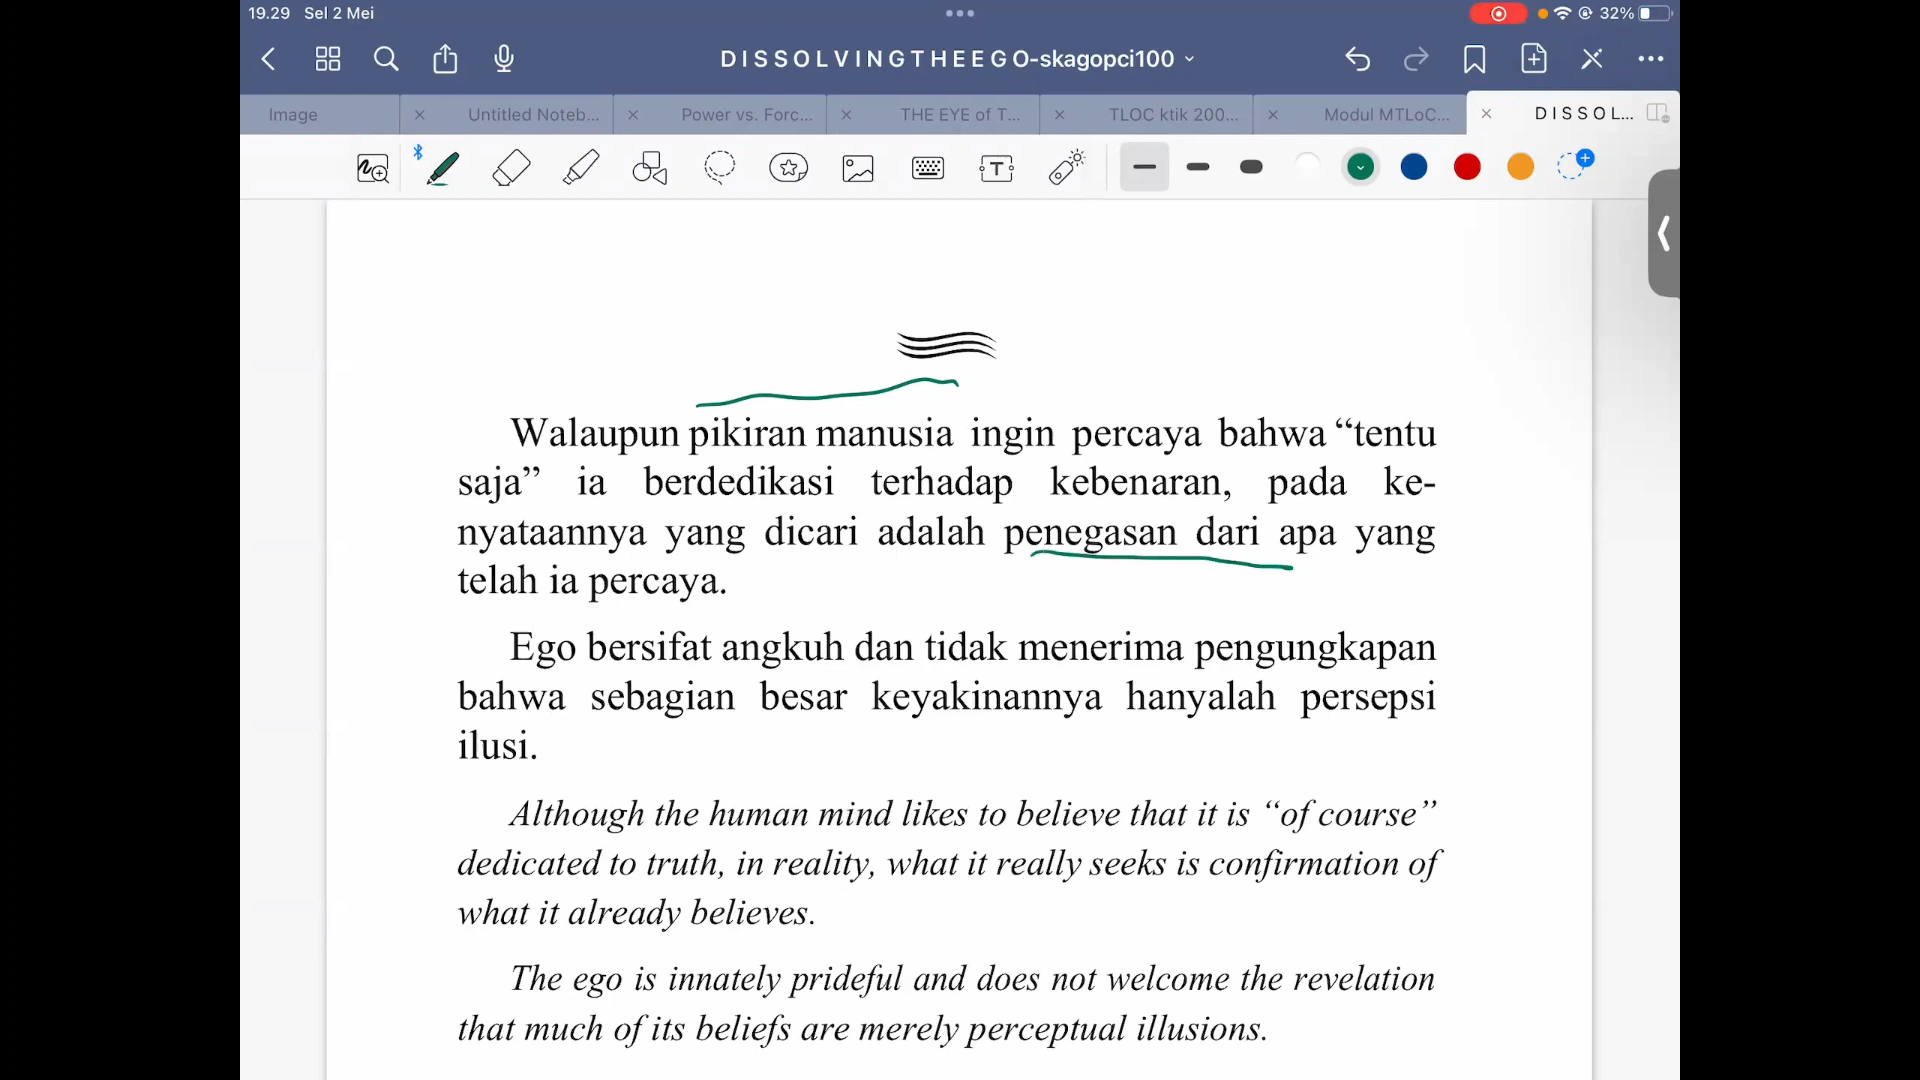 19.29 Sel 2 Mei
32%
D I S S O L V I N G T H E E G O-skagopci100
Image
Untitled Noteb...
Power vs. Forc...
THE EYE of T...
TLOC ktik 200...
Modul MTLoC...
D I S S O L...
T
Walaupun pikiran manusia ingin percaya bahwa “tentu
saja” ia berdedikasi terhadap kebenaran, pada ke-
nyataannya yang dicari adalah penegasan dari apa yang
telah ia percaya.
Ego bersifat angkuh dan tidak menerima pengungkapan
bahwa sebagian besar keyakinannya hanyalah persepsi
ilusi.
Although the human mind likes to believe that it is “of course”
dedicated to truth, in reality, what it really seeks is confirmation of
what it already believes.
The ego is innately prideful and does not welcome the revelation
that much of its beliefs are merely perceptual illusions.